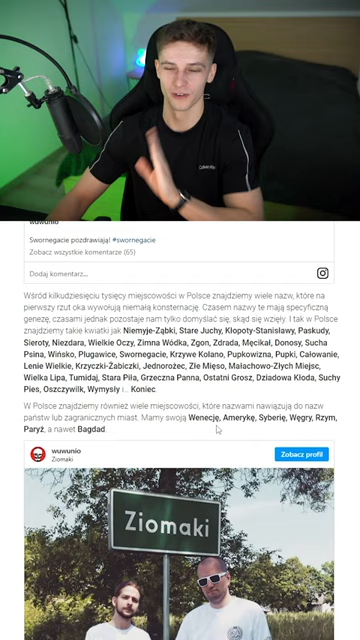 Calvin Klein
wuwunio
Swornegacie pozdrawiają! #swornegacie
Zobacz wszystkie komentarze (65)
Dodaj komentarz...
Wśród kilkudziesięciu tysięcy miejscowości w Polsce znajdziemy wiele nazw, które na
pierwszy rzut oka wywołują niemałą konsternację. Czasem nazwy te mają specyficzną
genezę, czasami jednak pozostaje nam tylko domyślać się, skąd się wzięły. I tak w Polsce
znajdziemy takie kwiatki jak Niemyje-Ząbki, Stare Juchy, Kłopoty-Stanisławy, Paskudy,
Sieroty, Niezdara, Wielkie Oczy, Zimna Wódka, Zgon, Zdrada, Męcikał, Donosy, Sucha
Psina, Wińsko, Plugawice, Swornegacie, Krzywe Kolano, Pupkowizna, Pupki, Całowanie,
Lenie Wielkie, Krzyczki-Żabiczki, Jednorożec, Złe Mięso, Małachowo-Złych Miejsc,
Wielka Lipa, Tumidaj, Stara Piła, Grzeczna Panna, Ostatni Grosz, Dziadowa Kłoda, Suchy
Pies, Oszczywilk, Wymysły i... Koniec.
W Polsce znajdziemy również wiele miejscowości, które nazwami nawiązują do nazw
państw lub zagranicznych miast. Mamy swoją Wenecję, Amerykę, Syberię, Węgry, Rzym,
Paryż, a nawet Bagdad.
wuwunio
Ziomaki
Zobacz profil
Ziomaki